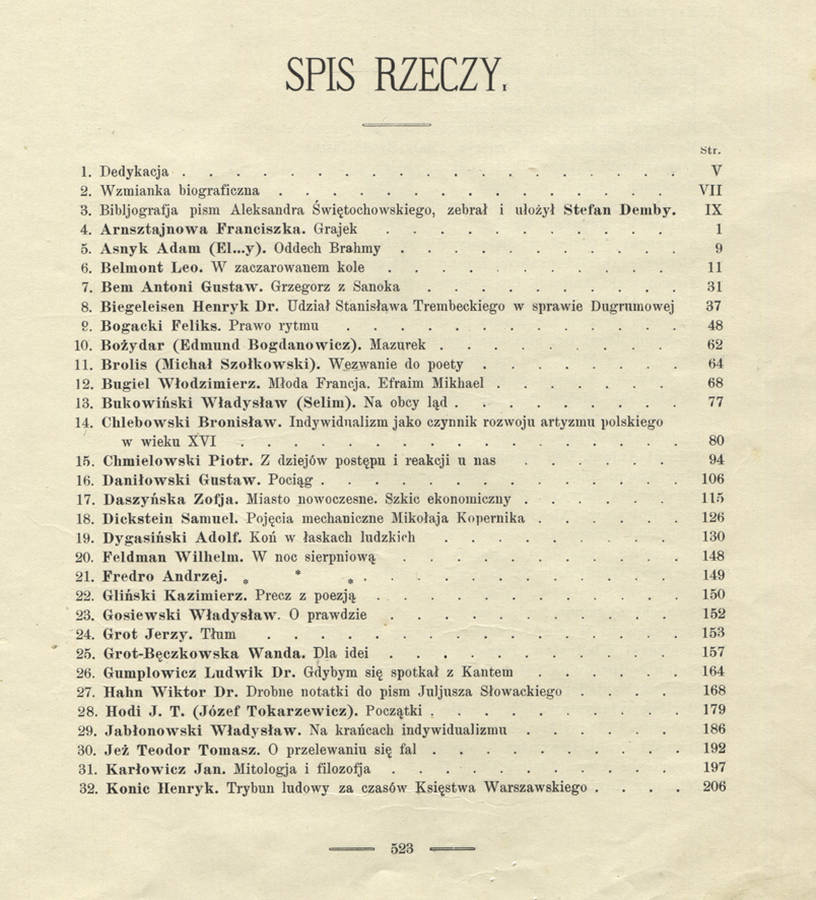 SPIS RZECZY.
Str.
1. Dedykacja . . . . . . . . . . . . . . . . . . V
2. Wzmianka biograficzna . . . . . . . . . . . . . VII
3. Bibljografja pism Aleksandra Świętochowskiego, zebrał i ułożył Stefan Demby. IX
4. Arnsztajnowa Franciszka. Grajek . . . . . . . . . . 1
5. Asnyk Adam (El...y). Oddech Brahmy . . . . . . . . . 9
6. Belmont Leo. W zaczarowanem kole . . . . . . . . . 11
7. Bem Antoni Gustaw. Grzegorz z Sanoka . . . . . . . . 31
8. Biegeleisen Henryk Dr. Udział Stanisława Trembeckiego w sprawie Dugrumowej 37
9. Bogacki Feliks. Prawo rytmu . . . . . . . . . . . 48
10. Bożydar (Edmund Bogdanowicz). Mazurek . . . . . . . . 62
11. Brolis (Michał Szołkowski). Wezwanie do poety . . . . . . 64
12. Bugiel Włodzimierz. Młoda Francja. Efraim Mikhael . . . . . . 68
13. Bukowiński Władysław (Selim). Na obcy ląd . . . . . . . . 77
14. Chlebowski Bronisław. Indywidualizm jako czynnik rozwoju artyzmu polskiego
w wieku XVI . . . . . . . . . . . . . . . 80
15. Chmielowski Piotr. Z dziejów postępu i reakcji u nas . . . . . 94
16. Daniłowski Gustaw. Pociąg . . . . . . . . . . . . 106
17. Daszyńska Zofja. Miasto nowoczesne. Szkic ekonomiczny . . . . . 115
18. Dickstein Samuel. Pojęcia mechaniczne Mikołaja Kopernika . . . . . 126
19. Dygasiński Adolf. Koń w łaskach ludzkich . . . . . . . . 130
20. Feldman Wilhelm. W noc sierpniową . . . . . . . . . 148
21. Fredro Andrzej. * * * . . . . . . . . . . . 149
22. Gliński Kazimierz. Precz z poezją . . . . . . . . . . 150
23. Gosiewski Władysław. O prawdzie . . . . . . . . . . 152
24. Grot Jerzy. Tłum . . . . . . . . . . . . . . 153
25. Grot-Bęczkowska Wanda. Dla idei . . . . . . . . . . 157
26. Gumplowicz Ludwik Dr. Gdybym się spotkał z Kantem . . . . . 164
27. Hahn Wiktor Dr. Drobne notatki do pism Juljusza Słowackiego . . . . 168
28. Hodi J. T. (Józef Tokarzewicz). Początki . . . . . . . . . 179
29. Jabłonowski Władysław. Na krańcach indywidualizmu . . . . . 186
30. Jeż Teodor Tomasz. O przelewaniu się fal . . . . . . . . 192
31. Karłowicz Jan. Mitologja i filozofja . . . . . . . . . . 197
32. Konic Henryk. Trybun ludowy za czasów Księstwa Warszawskiego . . . . 206
523